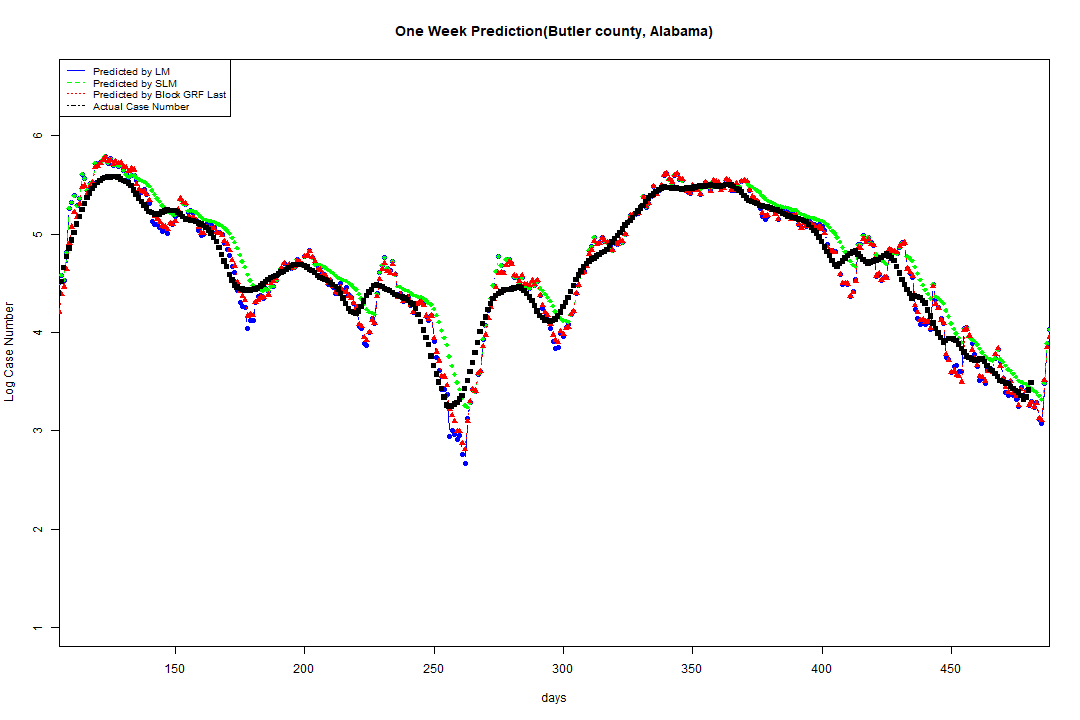 One Week Prediction(Butler county, Alabama)
Predicted by LM
Predicted by SLM
Predicted by Block GRF Last
Actual Case Number
6
5
4
3
2
1
Log Case Number
150 200 250 300 350 400 450
days